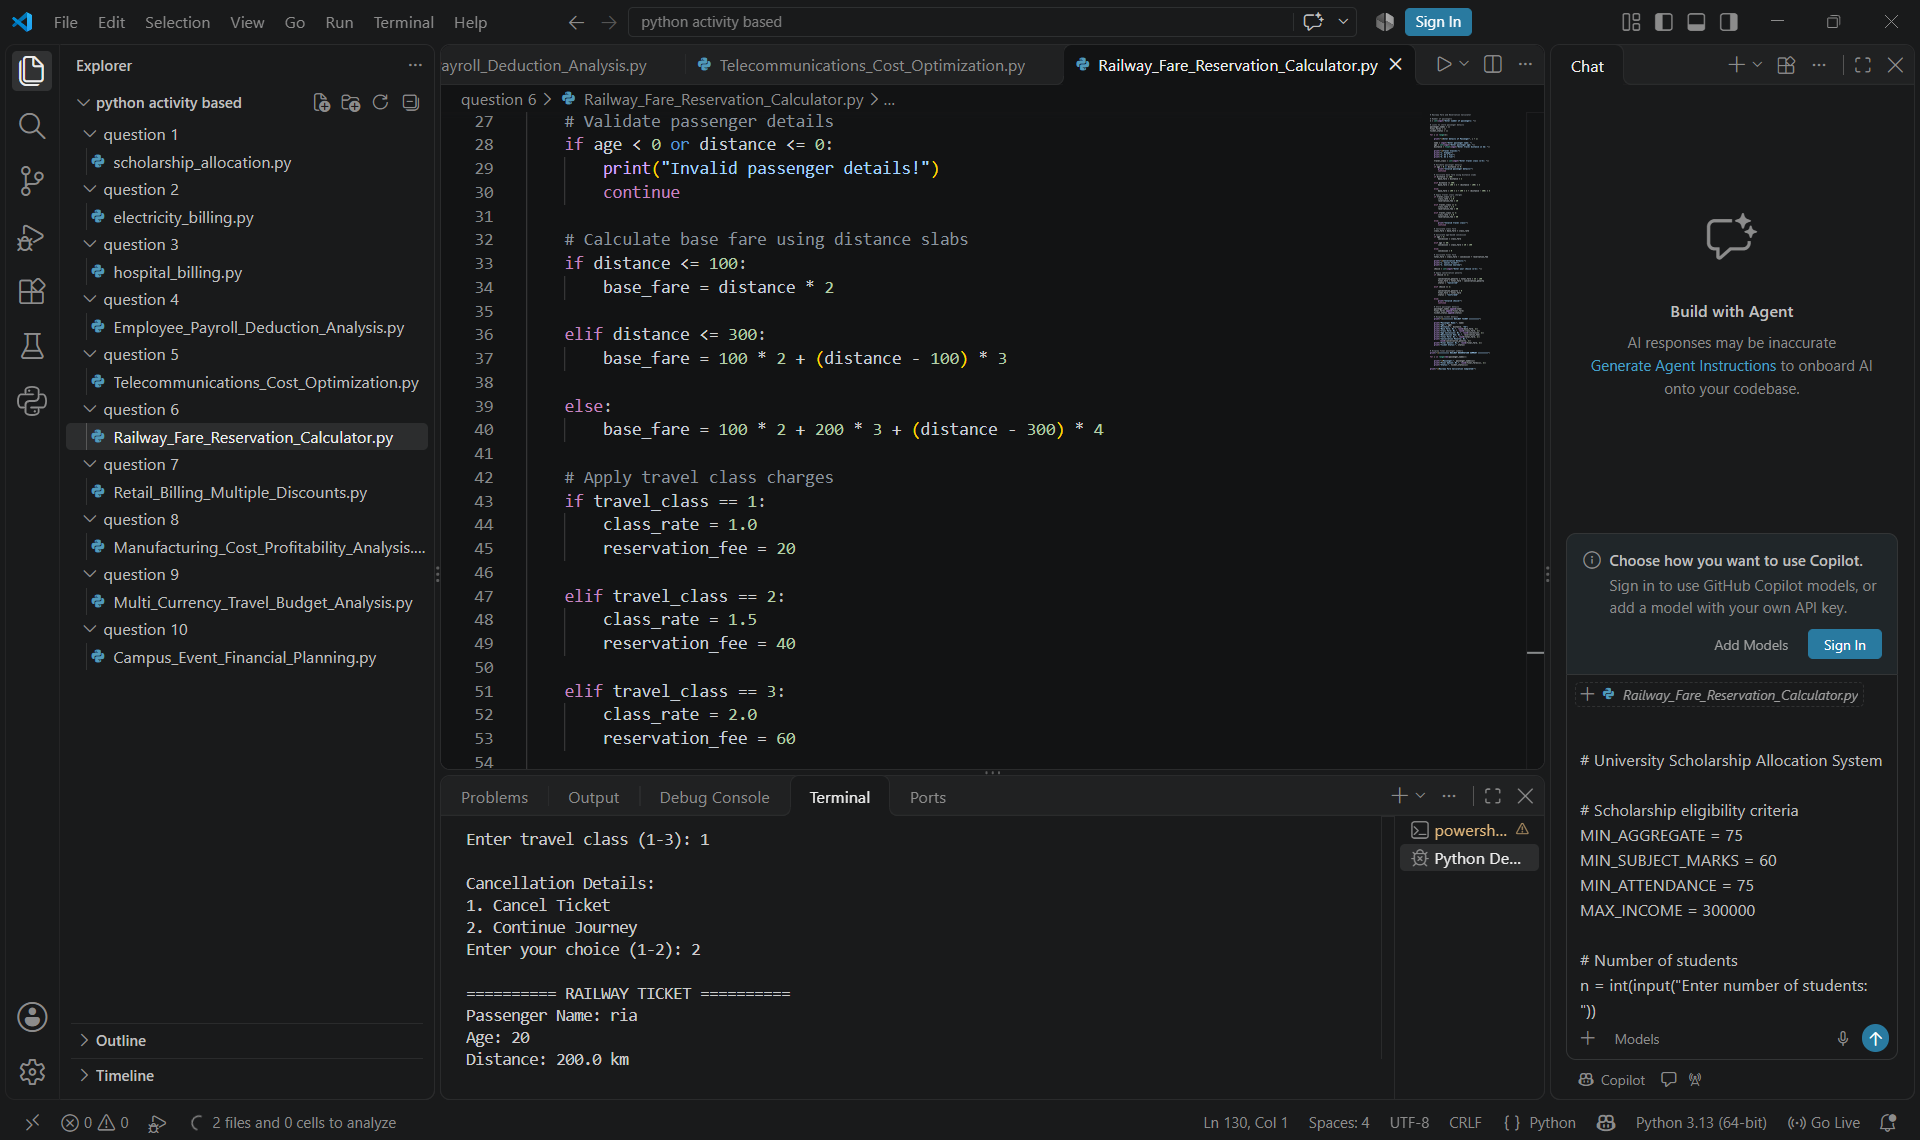 File Edit Selection View Go Run Terminal Help
python activity based
Sign In
Explorer
python activity based
question 1
scholarship_allocation.py
question 2
electricity_billing.py
question 3
hospital_billing.py
question 4
Employee_Payroll_Deduction_Analysis.py
question 5
Telecommunications_Cost_Optimization.py
question 6
Railway_Fare_Reservation_Calculator.py
question 7
Retail_Billing_Multiple_Discounts.py
question 8
Manufacturing_Cost_Profitability_Analysis....
question 9
Multi_Currency_Travel_Budget_Analysis.py
question 10
Campus_Event_Financial_Planning.py
Outline
Timeline
ayroll_Deduction_Analysis.py
Telecommunications_Cost_Optimization.py
Railway_Fare_Reservation_Calculator.py
question 6 > Railway_Fare_Reservation_Calculator.py > ...
27 # Validate passenger details
28 if age < 0 or distance <= 0:
29 print("Invalid passenger details!")
30 continue
31
32 # Calculate base fare using distance slabs
33 if distance <= 100:
34 base_fare = distance * 2
35
36 elif distance <= 300:
37 base_fare = 100 * 2 + (distance - 100) * 3
38
39 else:
40 base_fare = 100 * 2 + 200 * 3 + (distance - 300) * 4
41
42 # Apply travel class charges
43 if travel_class == 1:
44 class_rate = 1.0
45 reservation_fee = 20
46
47 elif travel_class == 2:
48 class_rate = 1.5
49 reservation_fee = 40
50
51 elif travel_class == 3:
52 class_rate = 2.0
53 reservation_fee = 60
54
Problems Output Debug Console Terminal Ports
Enter travel class (1-3): 1
Cancellation Details:
1. Cancel Ticket
2. Continue Journey
Enter your choice (1-2): 2
========== RAILWAY TICKET ==========
Passenger Name: ria
Age: 20
Distance: 200.0 km
powersh...
Python De...
Chat
Build with Agent
AI responses may be inaccurate
Generate Agent Instructions to onboard AI
onto your codebase.
Choose how you want to use Copilot.
Sign in to use GitHub Copilot models, or
add a model with your own API key.
Add Models Sign In
Railway_Fare_Reservation_Calculator.py
# University Scholarship Allocation System
# Scholarship eligibility criteria
MIN_AGGREGATE = 75
MIN_SUBJECT_MARKS = 60
MIN_ATTENDANCE = 75
MAX_INCOME = 300000
# Number of students
n = int(input("Enter number of students:
"))
Models
Copilot
0 0
2 files and 0 cells to analyze
Ln 130, Col 1 Spaces: 4 UTF-8 CRLF { } Python Python 3.13 (64-bit) Go Live